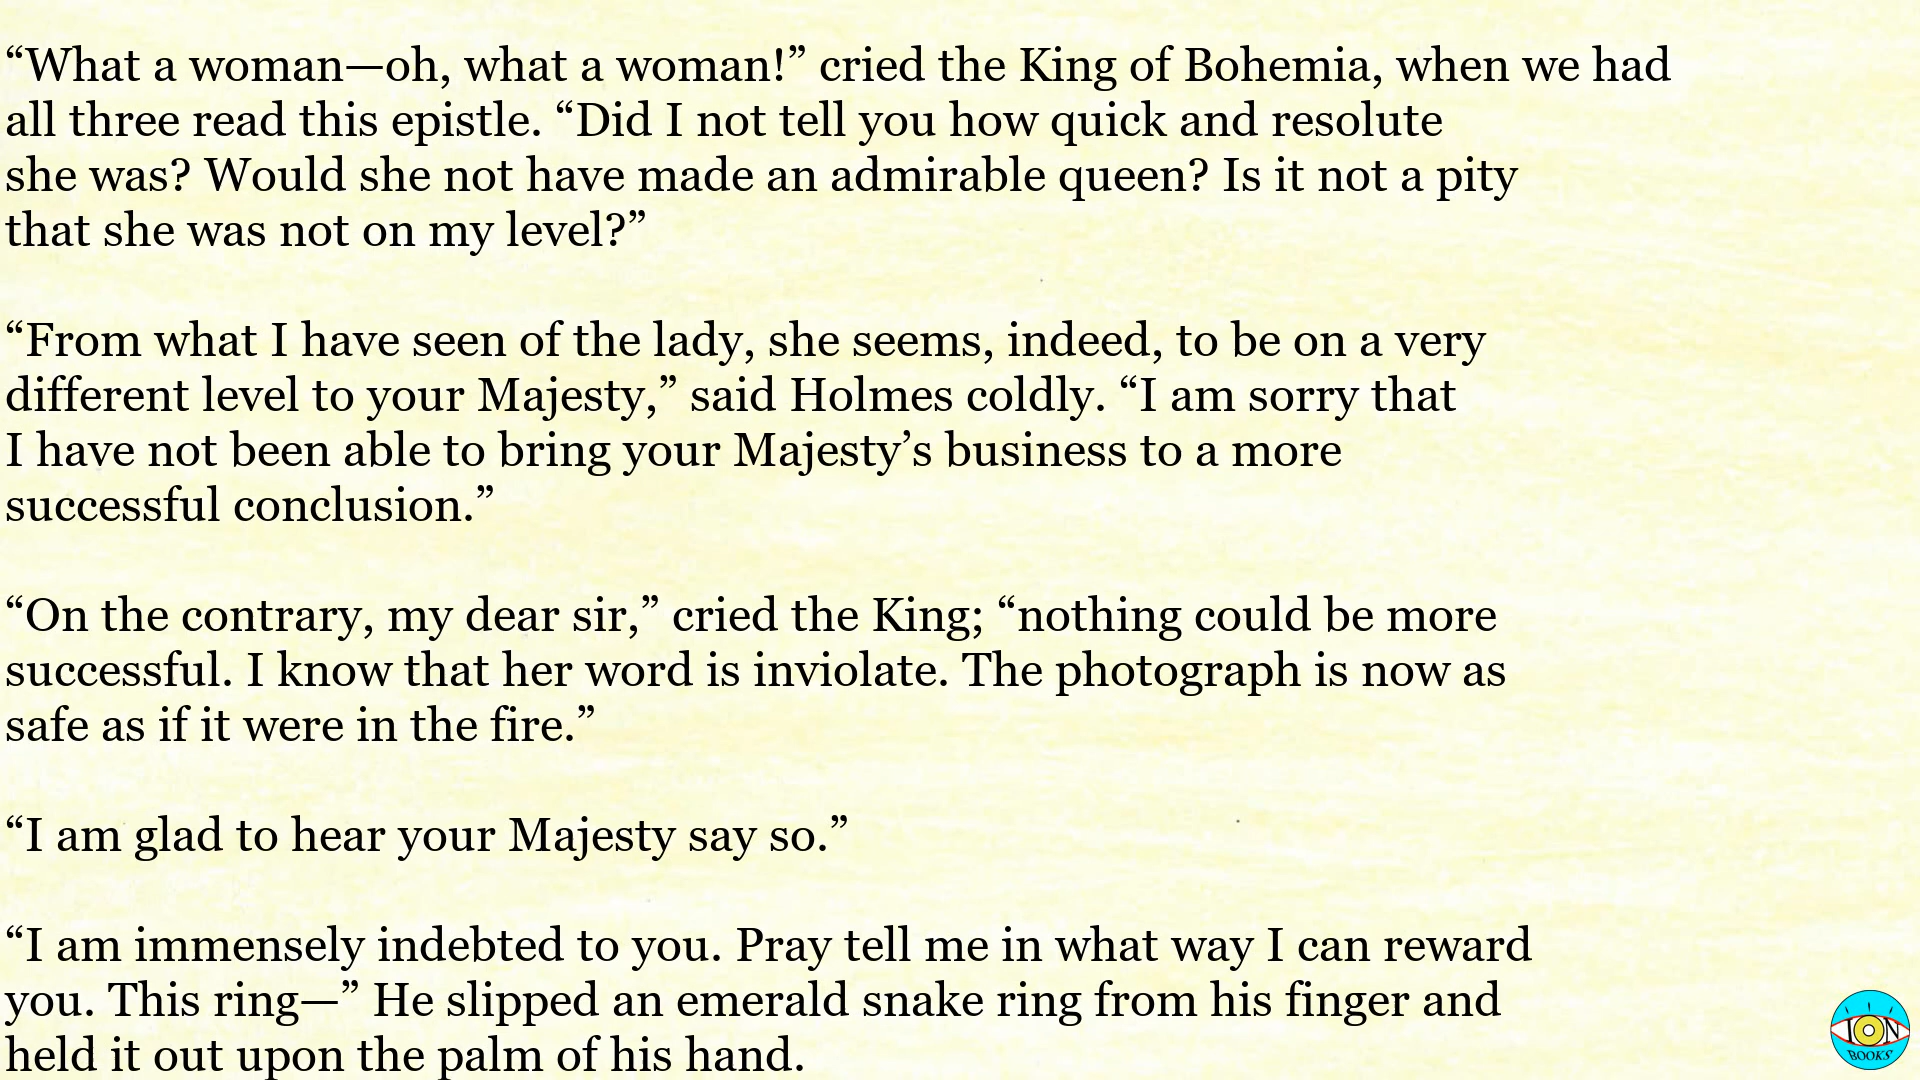 “What a woman—oh, what a woman!” cried the King of Bohemia, when we had
all three read this epistle. “Did I not tell you how quick and resolute
she was? Would she not have made an admirable queen? Is it not a pity
that she was not on my level?”
“From what I have seen of the lady, she seems, indeed, to be on a very
different level to your Majesty,” said Holmes coldly. “I am sorry that
I have not been able to bring your Majesty’s business to a more
successful conclusion.”
“On the contrary, my dear sir,” cried the King; “nothing could be more
successful. I know that her word is inviolate. The photograph is now as
safe as if it were in the fire.”
“I am glad to hear your Majesty say so.”
“I am immensely indebted to you. Pray tell me in what way I can reward
you. This ring—” He slipped an emerald snake ring from his finger and
held it out upon the palm of his hand.
ION
BOOKS